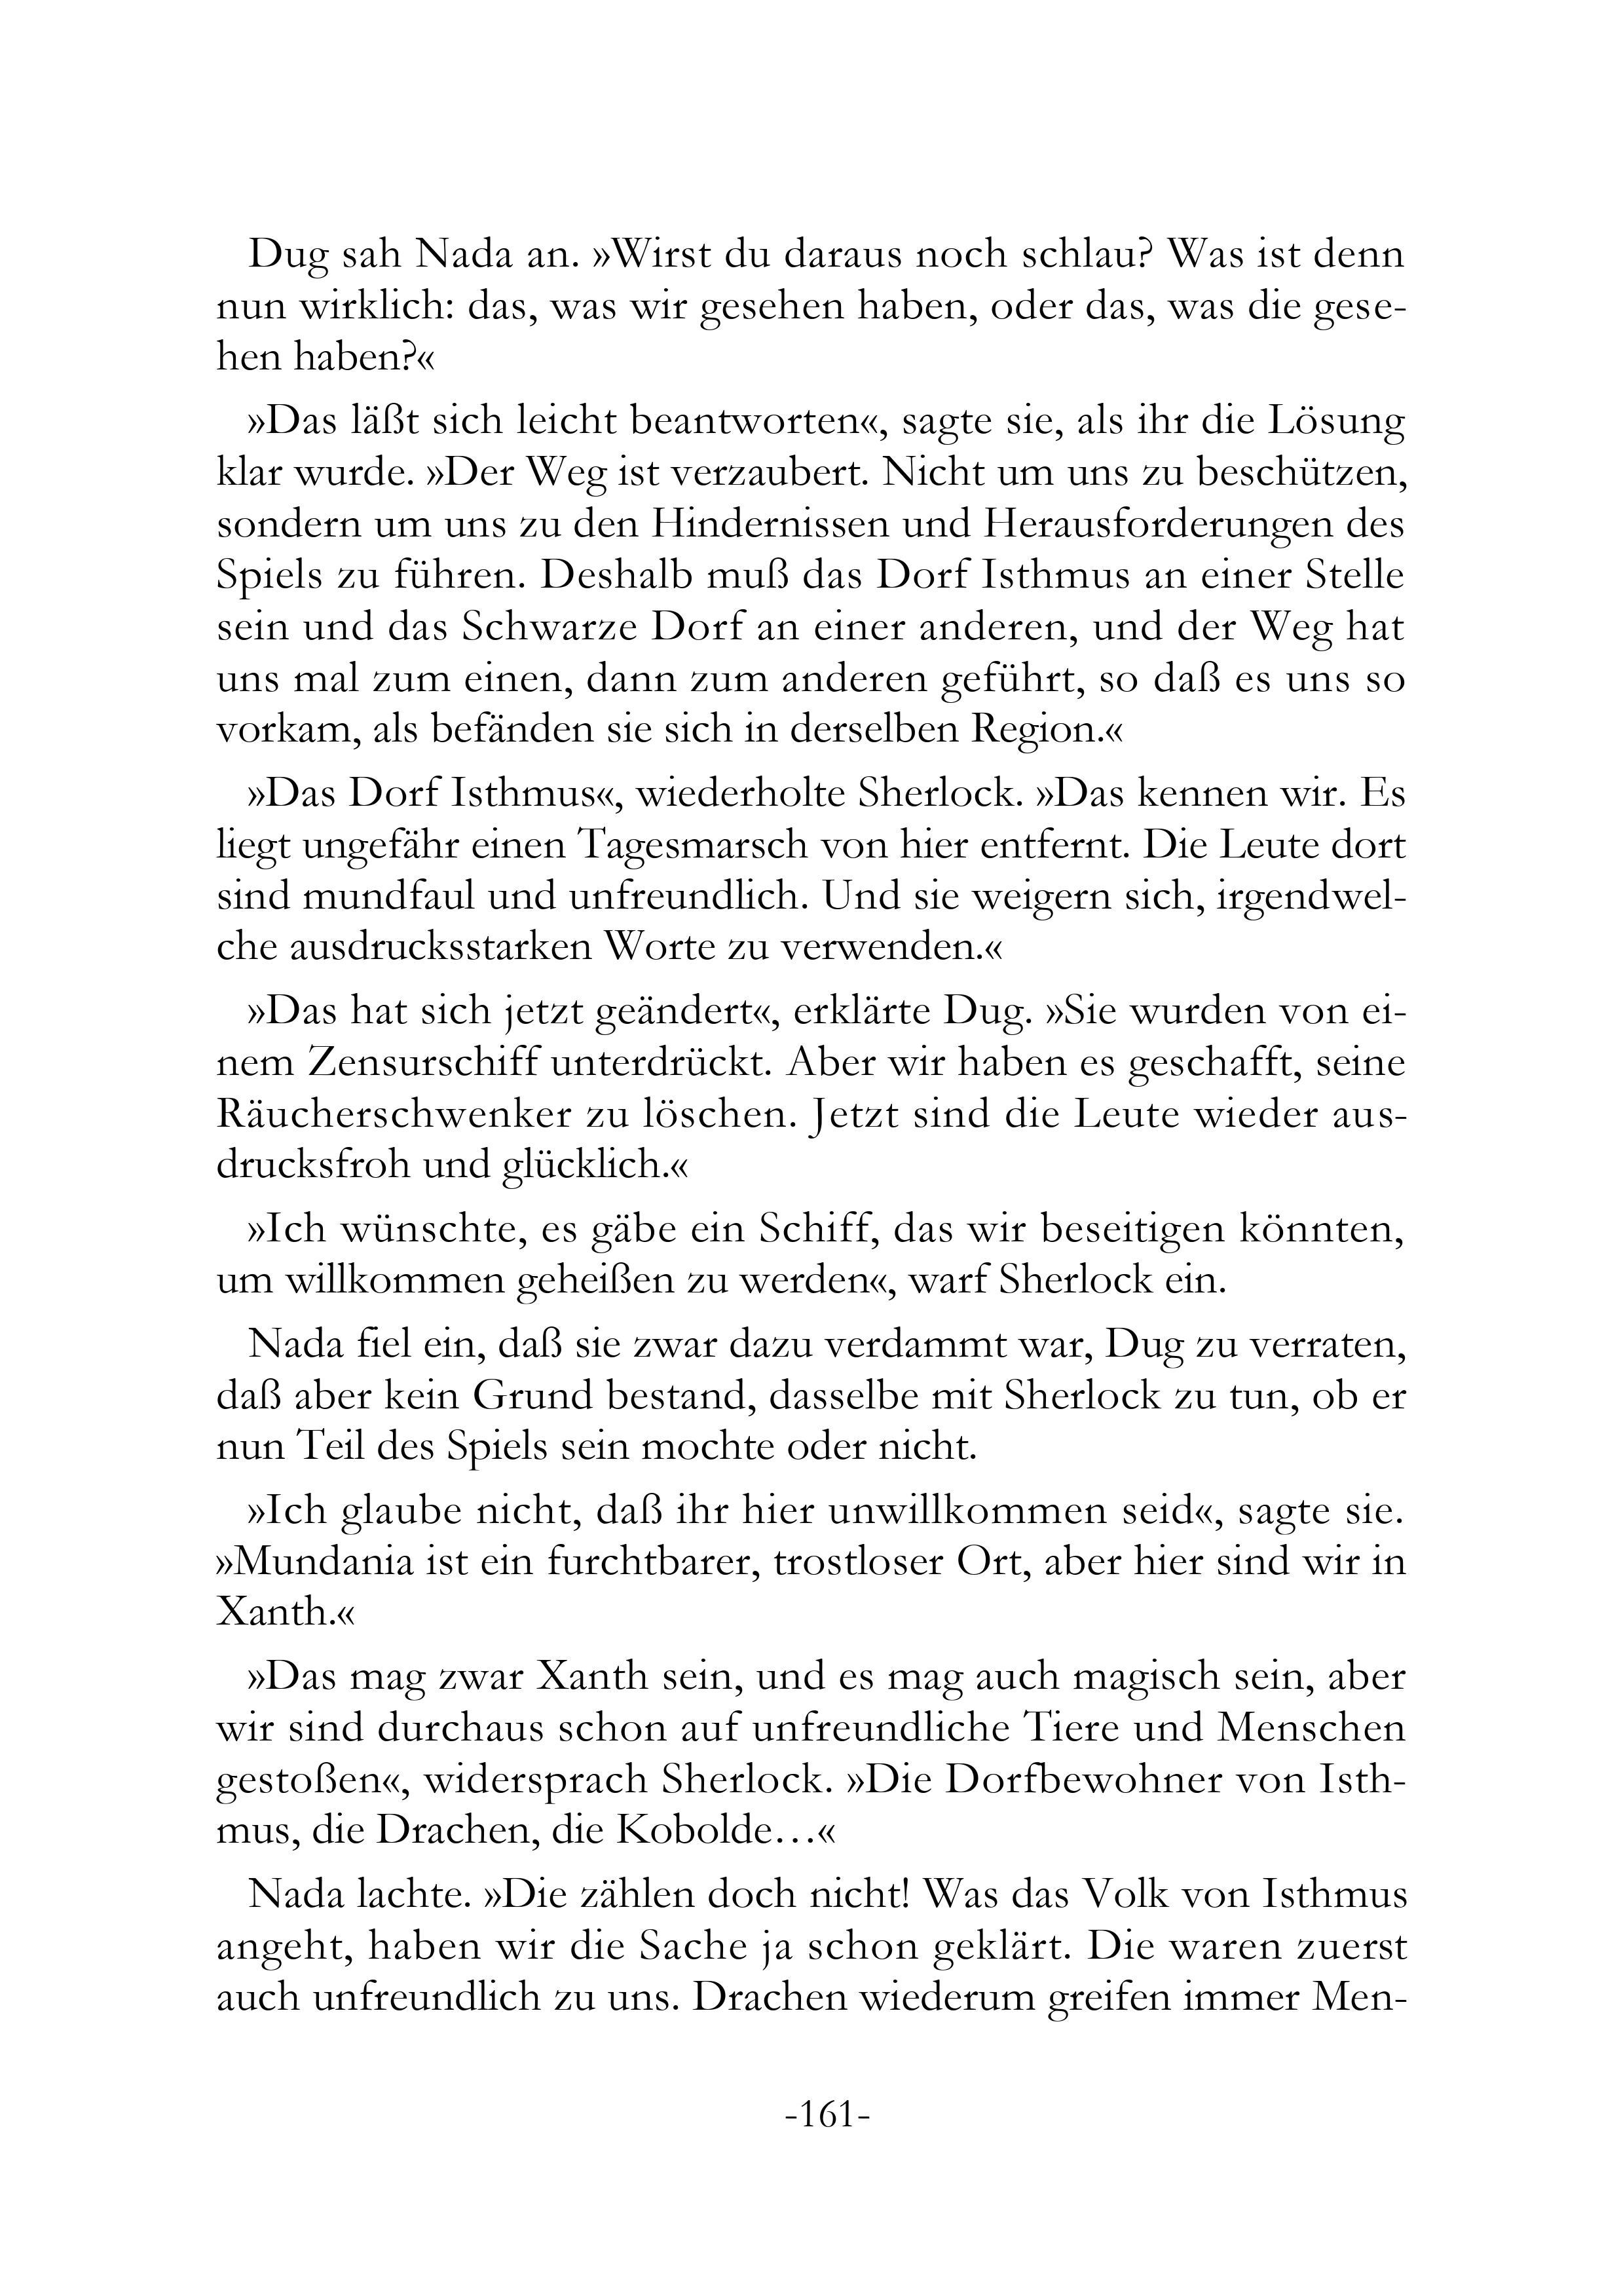 Dug sah Nada an. »Wirst du daraus noch schlau? Was ist denn
nun wirklich: das, was wir gesehen haben, oder das, was die gese-
hen haben?«
»Das läßt sich leicht beantworten«, sagte sie, als ihr die Lösung
klar wurde. »Der Weg ist verzaubert. Nicht um uns zu beschützen,
sondern um uns zu den Hindernissen und Herausforderungen des
Spiels zu führen. Deshalb muß das Dorf Isthmus an einer Stelle
sein und das Schwarze Dorf an einer anderen, und der Weg hat
uns mal zum einen, dann zum anderen geführt, so daß es uns so
vorkam, als befänden sie sich in derselben Region.«
»Das Dorf Isthmus«, wiederholte Sherlock. »Das kennen wir. Es
liegt ungefähr einen Tagesmarsch von hier entfernt. Die Leute dort
sind mundfaul und unfreundlich. Und sie weigern sich, irgendwel-
che ausdrucksstarken Worte zu verwenden.«
»Das hat sich jetzt geändert«, erklärte Dug. »Sie wurden von ei-
nem Zensurschiff unterdrückt. Aber wir haben es geschafft, seine
Räucherschwenker zu löschen. Jetzt sind die Leute wieder aus-
drucksfroh und glücklich.«
»Ich wünschte, es gäbe ein Schiff, das wir beseitigen könnten,
um willkommen geheißen zu werden«, warf Sherlock ein.
Nada fiel ein, daß sie zwar dazu verdammt war, Dug zu verraten,
daß aber kein Grund bestand, dasselbe mit Sherlock zu tun, ob er
nun Teil des Spiels sein mochte oder nicht.
»Ich glaube nicht, daß ihr hier unwillkommen seid«, sagte sie.
»Mundania ist ein furchtbarer, trostloser Ort, aber hier sind wir in
Xanth.«
»Das mag zwar Xanth sein, und es mag auch magisch sein, aber
wir sind durchaus schon auf unfreundliche Tiere und Menschen
gestoßen«, widersprach Sherlock. »Die Dorfbewohner von Isth-
mus, die Drachen, die Kobolde…«
Nada lachte. »Die zählen doch nicht! Was das Volk von Isthmus
angeht, haben wir die Sache ja schon geklärt. Die waren zuerst
auch unfreundlich zu uns. Drachen wiederum greifen immer Men-
-161-